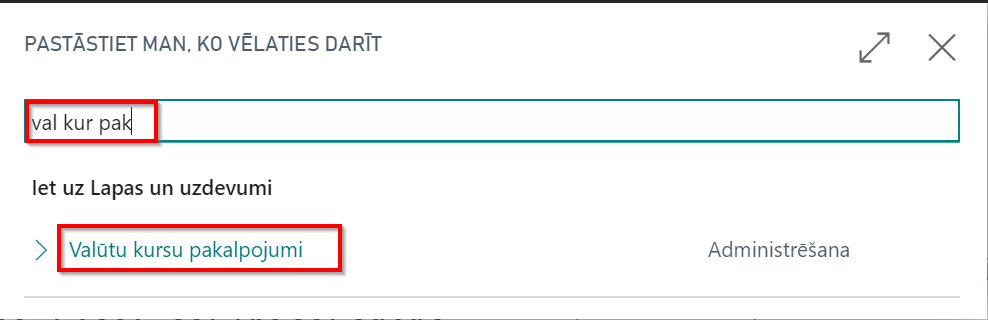 PASTĀSTIET MAN, KO VĒLATIES DARĪT
val kur pak
Iet uz Lapas un uzdevumi
Valūtu kursu pakalpojumi Administrēšana